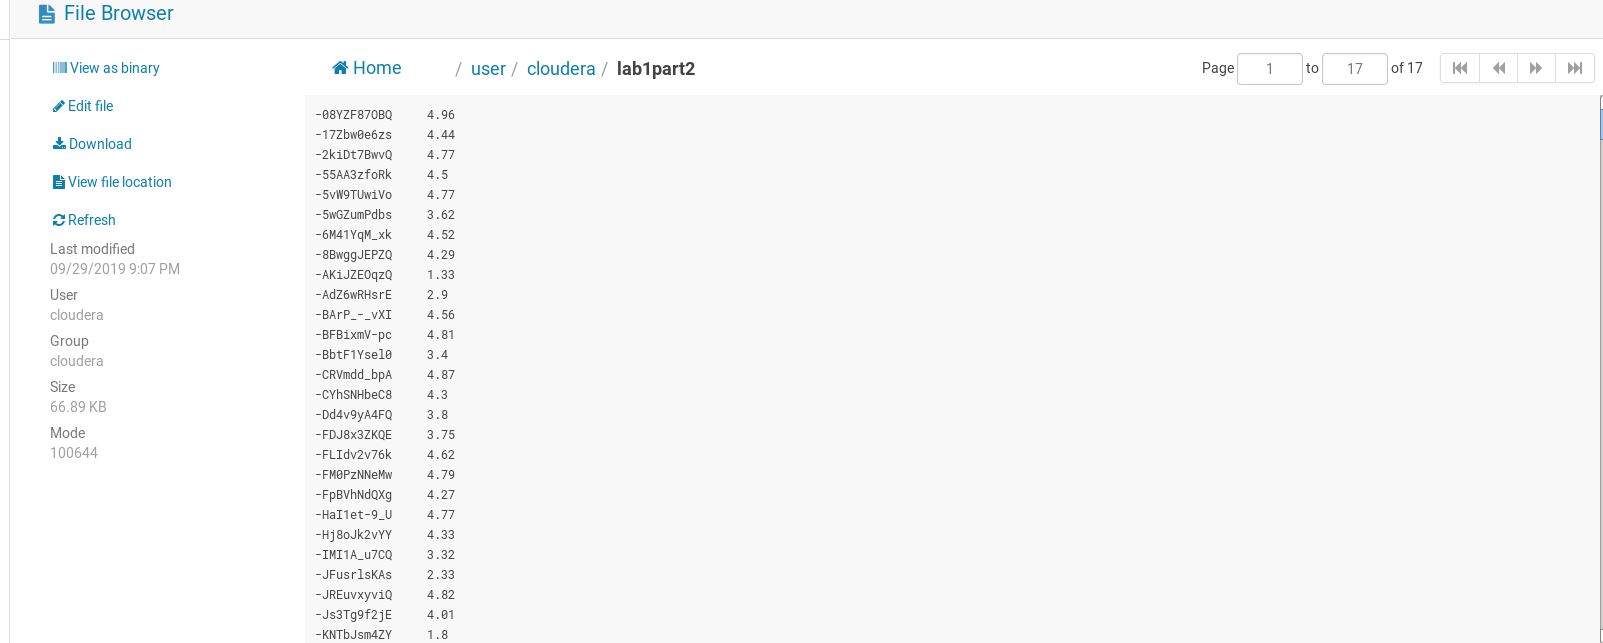 File Browser
View as binary
Edit file
Download
View file location
Refresh
Last modified
09/29/2019 9:07 PM
User
cloudera
Group
cloudera
Size
66.89 KB
Mode
100644
Home / user / cloudera / lab1part2
Page 1 to 17 of 17
-08YZF87OBQ 4.96
-17Zbw0e6zs 4.44
-2kiDt7BwvQ 4.77
-55AA3zfoRk 4.5
-5vW9TUwiVo 4.77
-5wGZumPdbs 3.62
-6M41YqM_xk 4.52
-8BwggJEPZQ 4.29
-AKiJZEOqzQ 1.33
-AdZ6wRHsrE 2.9
-BArP_-_vXI 4.56
-BFBixmV-pc 4.81
-BbtF1Ysel0 3.4
-CRVmdd_bpA 4.87
-CYhSNHbeC8 4.3
-Dd4v9yA4FQ 3.8
-FDJ8x3ZKQE 3.75
-FLIdv2v76k 4.62
-FM0PzNNeMw 4.79
-FpBVhNdQXg 4.27
-HaI1et-9_U 4.77
-Hj8oJk2vYY 4.33
-IMI1A_u7CQ 3.32
-JFusrlsKAs 2.33
-JREuvxyviQ 4.82
-Js3Tg9f2jE 4.01
-KNTbJsm4ZY 1.8